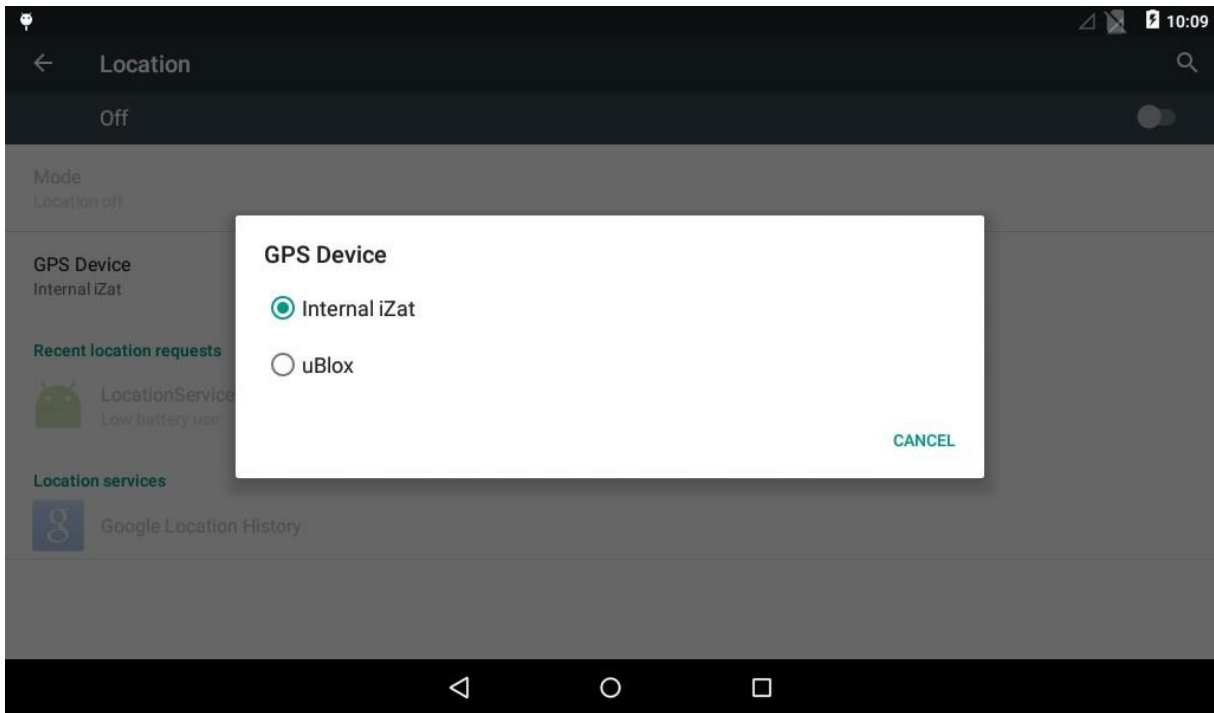 10:09
Location
Off
Mode
Location off
GPS Device
Internal iZat
Recent location requests
LocationService
Low battery use
Location services
Google Location History
GPS Device
Internal iZat
uBlox
CANCEL